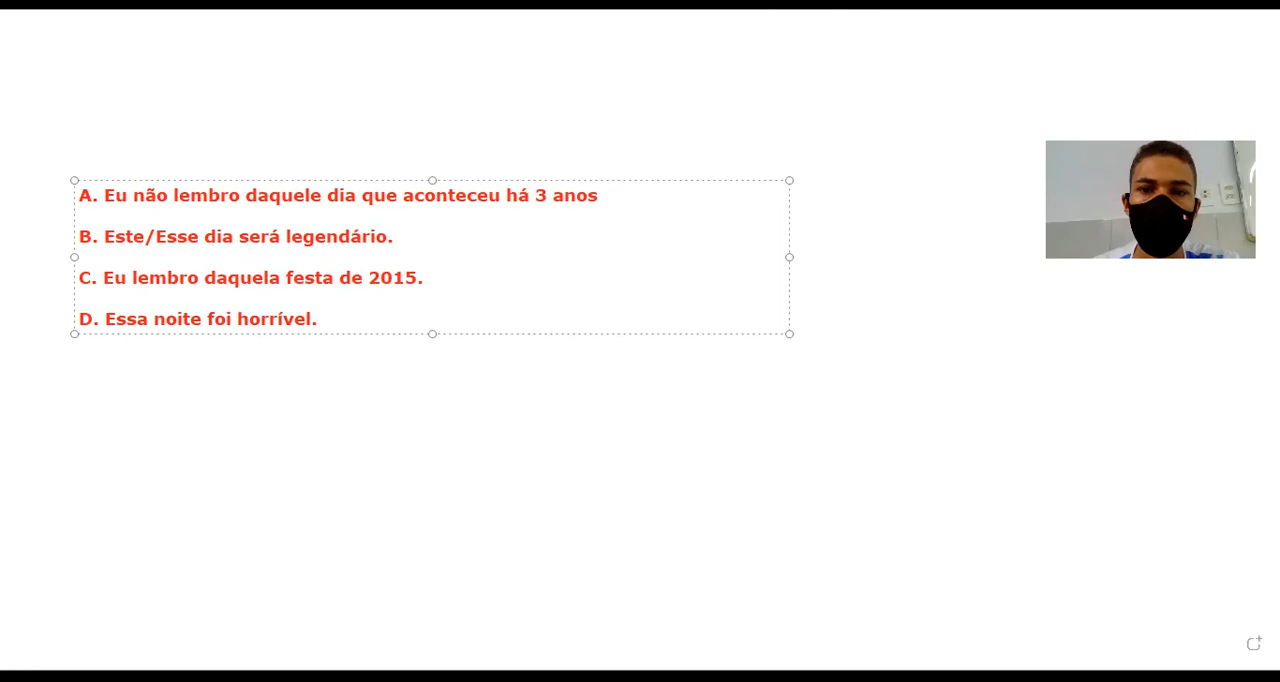 A. Eu não lembro daquele dia que aconteceu há 3 anos
B. Este/Esse dia será legendário.
C. Eu lembro daquela festa de 2015.
D. Essa noite foi horrível.